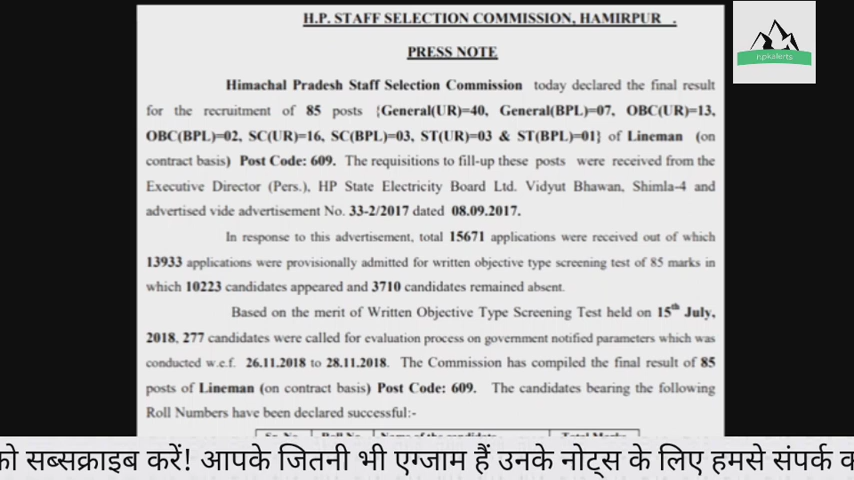 H.P. STAFF SELECTION COMMISSION, HAMIRPUR .
PRESS NOTE
Himachal Pradesh Staff Selection Commission today declared the final result
for the recruitment of 85 posts {General(UR)=40, General(BPL)=07, OBC(UR)=13,
OBC(BPL)=02, SC(UR)=16, SC(BPL)=03, ST(UR)=03 & ST(BPL)=01} of Lineman (on
contract basis) Post Code: 609. The requisitions to fill-up these posts were received from the
Executive Director (Pers.), HP State Electricity Board Ltd. Vidyut Bhawan, Shimla-4 and
advertised vide advertisement No. 33-2/2017 dated 08.09.2017.
In response to this advertisement, total 15671 applications were received out of which
13933 applications were provisionally admitted for written objective type screening test of 85 marks in
which 10223 candidates appeared and 3710 candidates remained absent.
Based on the merit of Written Objective Type Screening Test held on 15th July,
2018, 277 candidates were called for evaluation process on government notified parameters which was
conducted w.e.f. 26.11.2018 to 28.11.2018. The Commission has compiled the final result of 85
posts of Lineman (on contract basis) Post Code: 609. The candidates bearing the following
Roll Numbers have been declared successful:-
npkalerts
को सब्सक्राइब करें! आपके जितनी भी एग्जाम हैं उनके नोट्स के लिए हमसे संपर्क